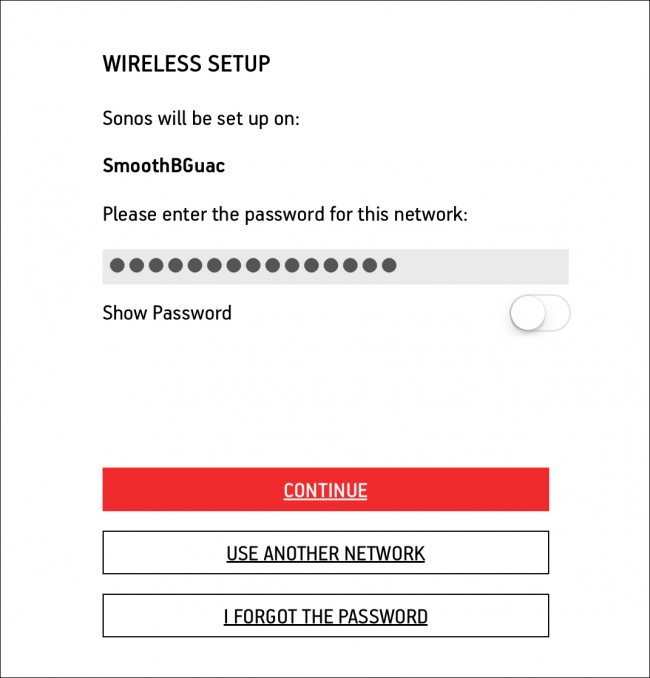 WIRELESS SETUP
Sonos will be set up on:
SmoothBGuac
Please enter the password for this network:
●●●●●●●●●●●●●●●
Show Password
CONTINUE
USE ANOTHER NETWORK
I FORGOT THE PASSWORD